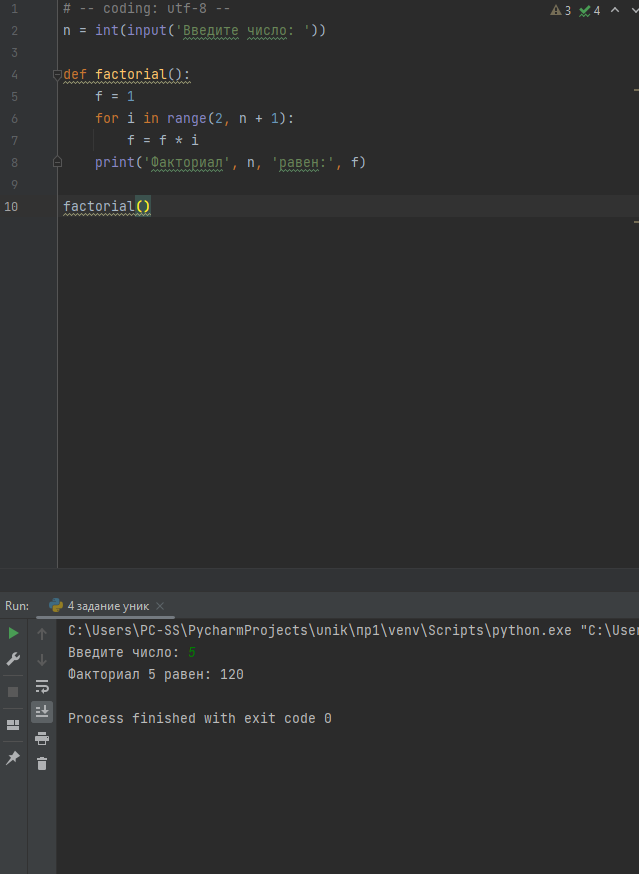 3 4
1 # -- coding: utf-8 --
2 n = int(input('Введите число: '))
3
4 def factorial():
5 f = 1
6 for i in range(2, n + 1):
7 f = f * i
8 print('Факториал', n, 'равен:', f)
9
10 factorial()
Run: 4 задание уник
C:\Users\PC-SS\PycharmProjects\unik\пр1\venv\Scripts\python.exe "C:\User
Введите число: 5
Факториал 5 равен: 120
Process finished with exit code 0